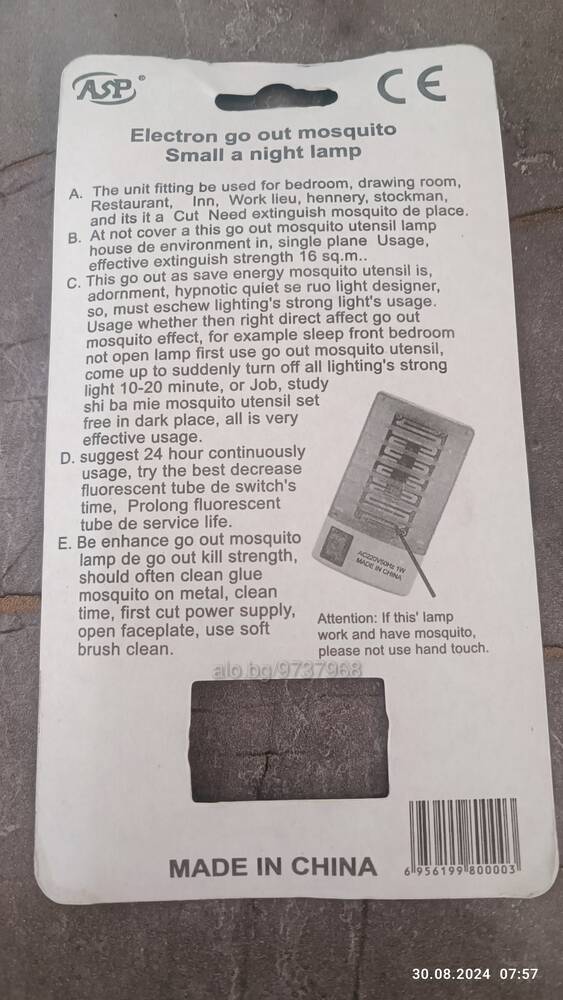 ASP®
CE
Electron go out mosquito
Small a night lamp
A. The unit fitting be used for bedroom, drawing room,
Restaurant, Inn, Work lieu, hennery, stockman,
and its it a Cut Need extinguish mosquito de place.
B. At not cover a this go out mosquito utensil lamp
house de environment in, single plane Usage,
effective extinguish strength 16 sq.m..
C. This go out as save energy mosquito utensil is,
adornment, hypnotic quiet se ruo light designer,
so, must eschew lighting's strong light's usage.
Usage whether then right direct affect go out
mosquito effect, for example sleep front bedroom
not open lamp first use go out mosquito utensil,
come up to suddenly turn off all lighting's strong
light 10-20 minute, or Job, study
shi ba mie mosquito utensil set
free in dark place, all is very
effective usage.
D. suggest 24 hour continuously
usage, try the best decrease
fluorescent tube de switch's
time, Prolong fluorescent
tube de service life.
E. Be enhance go out mosquito
lamp de go out kill strength,
should often clean glue
mosquito on metal, clean
time, first cut power supply,
open faceplate, use soft
brush clean.
AC220V50Hz 1W
MADE IN CHINA
Attention: If this' lamp
work and have mosquito,
please not use hand touch.
alo.bg/9737968
MADE IN CHINA
6 956199 800003
30.08.2024 07:57